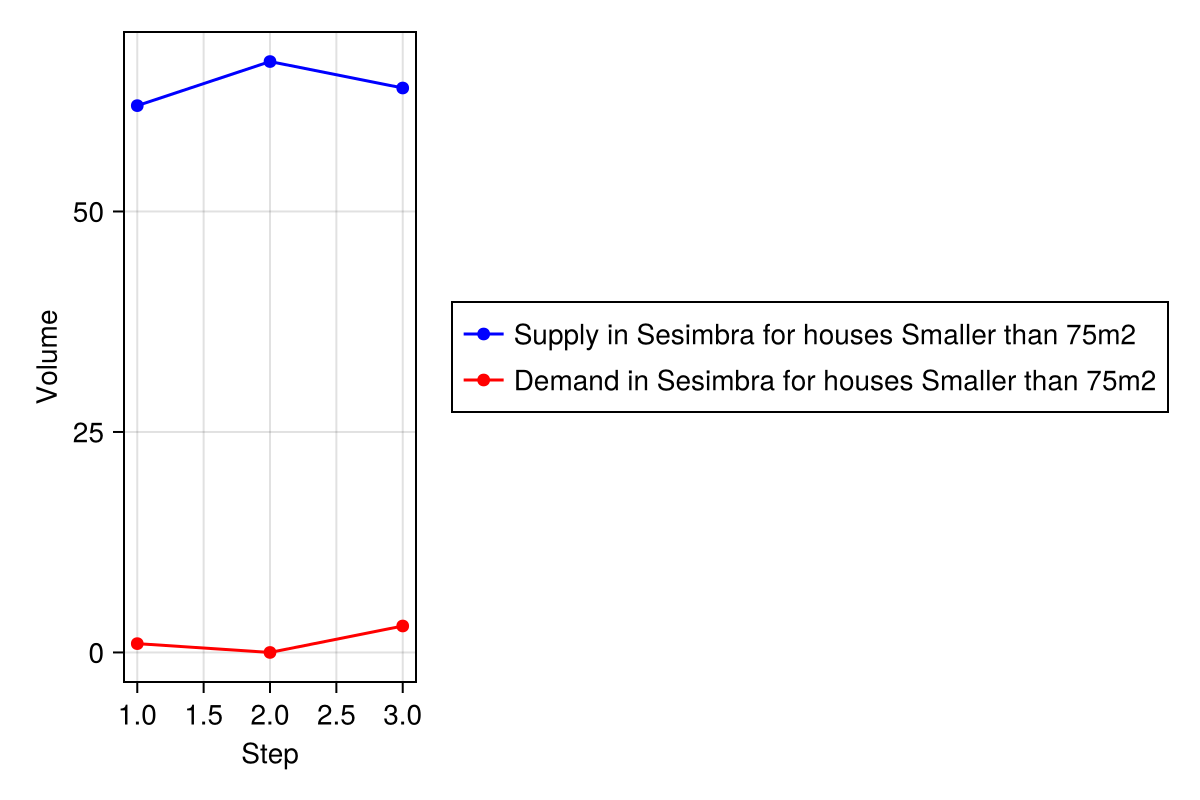 Volume
50
25
0
1.0 1.5 2.0 2.5 3.0
Step
Supply in Sesimbra for houses Smaller than 75m2
Demand in Sesimbra for houses Smaller than 75m2